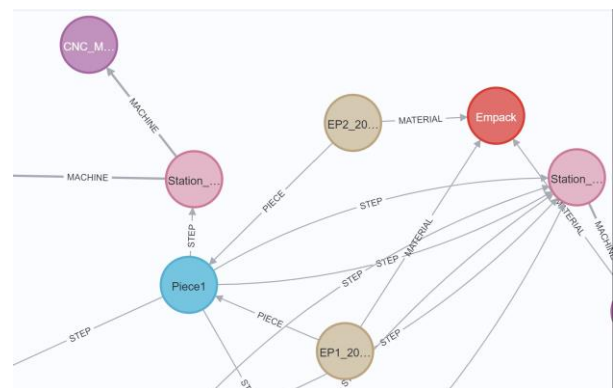 CNC_M...
MACHINE
EP2_20...
MATERIAL
Empack
MACHINE
Station_...
Station_...
STEP
PIECE
MATERIAL
MACHINE
STEP
MATERIAL
STEP
STEP
Piece1
PIECE
STEP
STEP
EP1_20...
STEP
STE